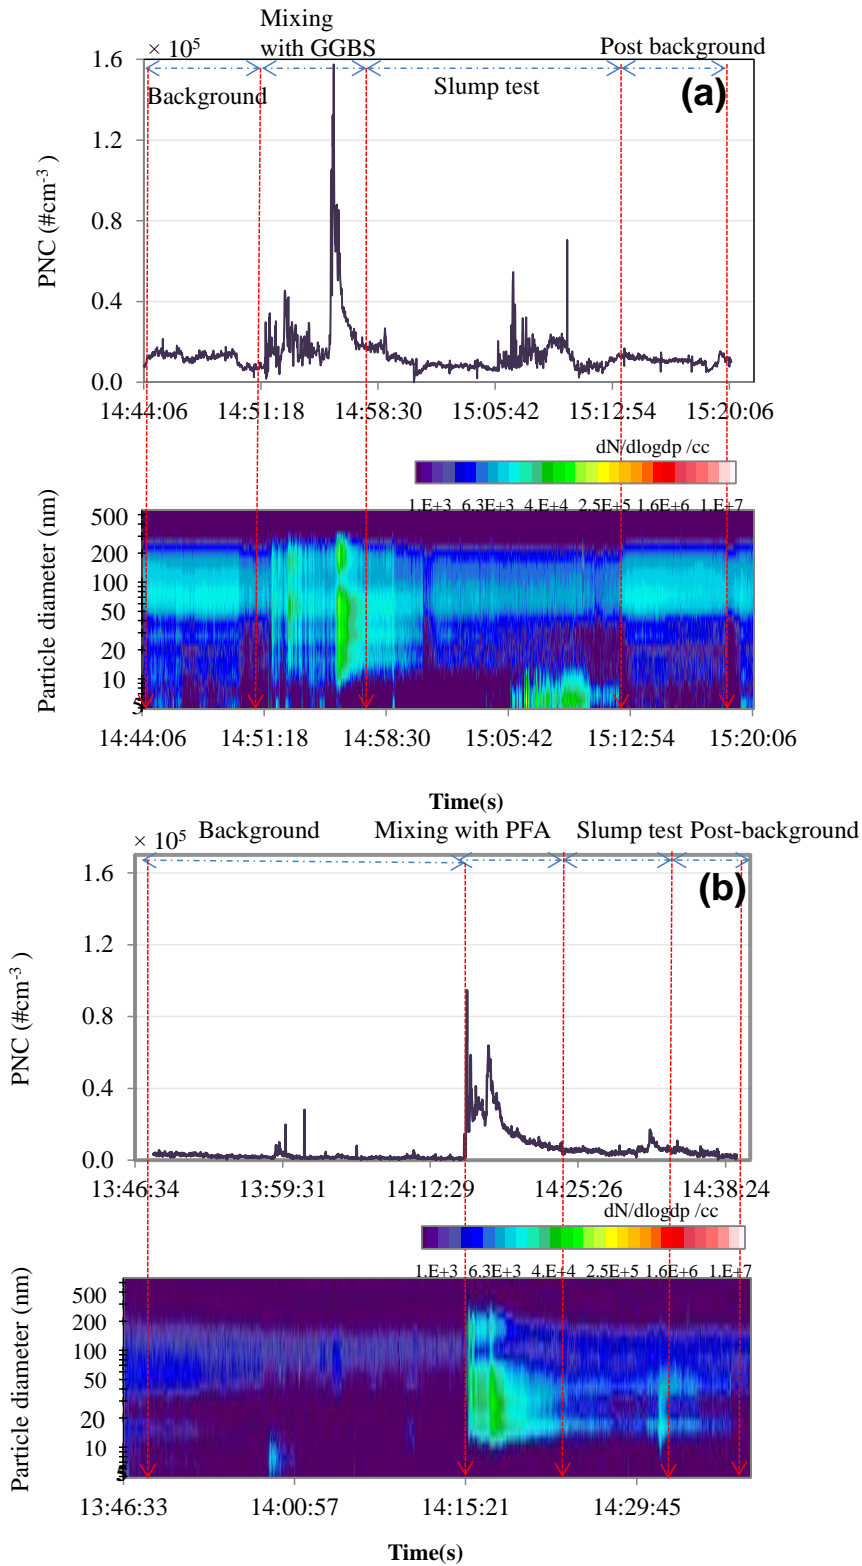 Mixing
with GGBS
× 10⁵
Post background
1.6
Background
Slump test
(a)
1.2
PNC (#cm⁻³ )
0.8
0.4
0.0
14:44:06 14:51:18 14:58:30 15:05:42 15:12:54 15:20:06
dN/dlogdp /cc
1.E+3 6.3E+3 4.E+4 2.5E+5 1.6E+6 1.E+7
Particle diameter (nm)
500
200
100
50
20
10
5
14:44:06 14:51:18 14:58:30 15:05:42 15:12:54 15:20:06
Time(s)
× 10⁵
Background Mixing with PFA Slump test Post-background
1.6
(b)
1.2
PNC (#cm⁻³ )
0.8
0.4
0.0
13:46:34 13:59:31 14:12:29 14:25:26 14:38:24
dN/dlogdp /cc
1.E+3 6.3E+3 4.E+4 2.5E+5 1.6E+6 1.E+7
Particle diameter (nm)
500
200
100
50
20
10
13:46:33 14:00:57 14:15:21 14:29:45
Time(s)